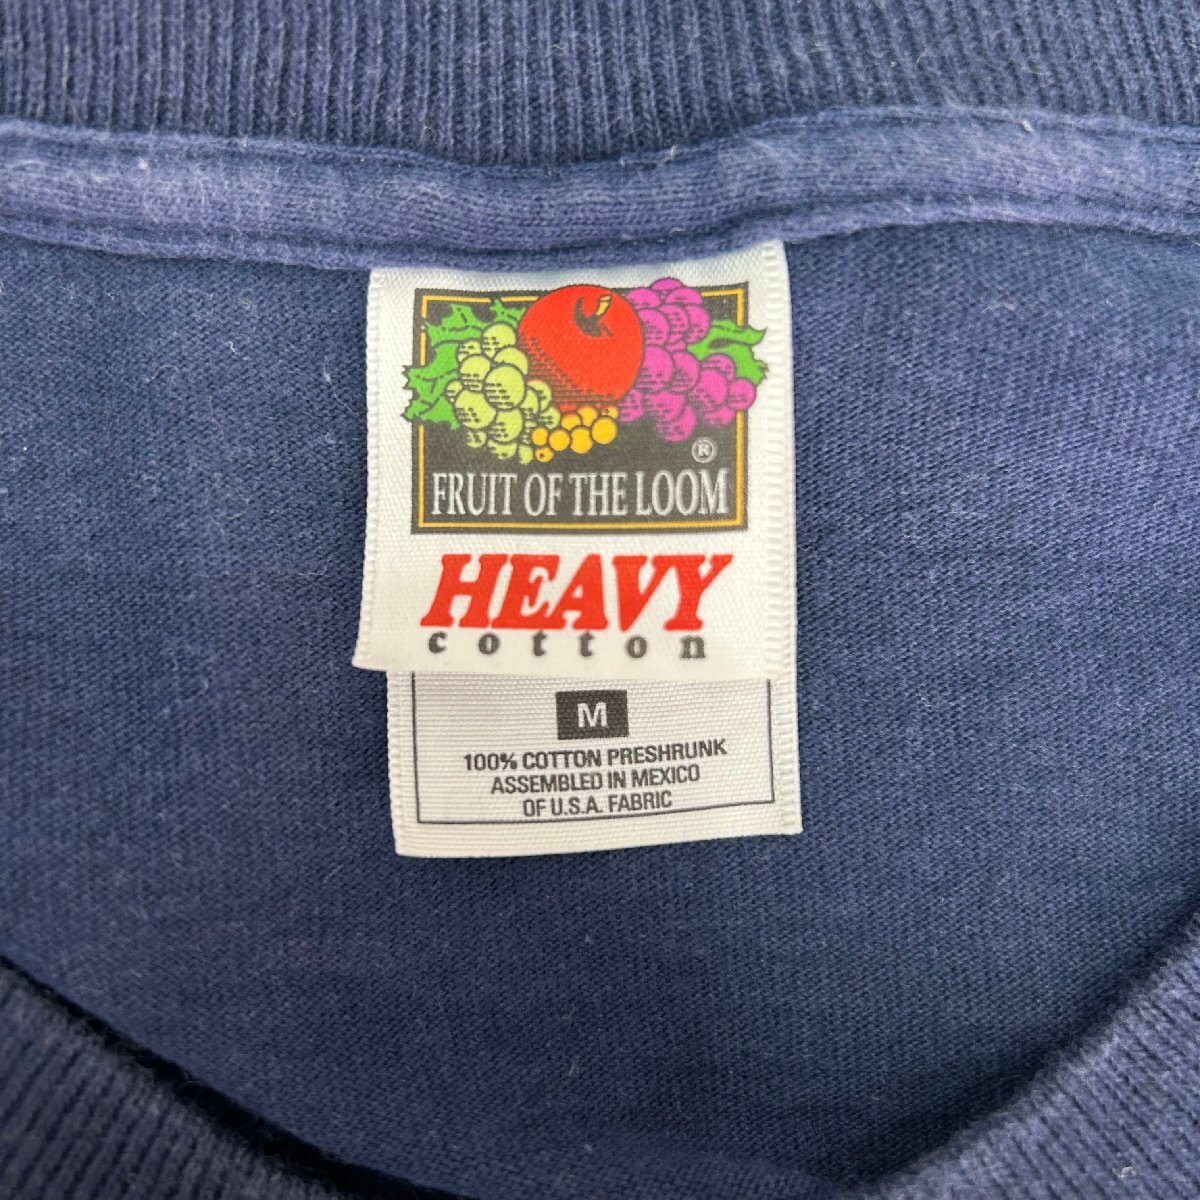 ®
FRUIT OF THE LOOM
HEAVY
cotton
M
100% COTTON PRESHRUNK
ASSEMBLED IN MEXICO
OF U.S.A. FABRIC